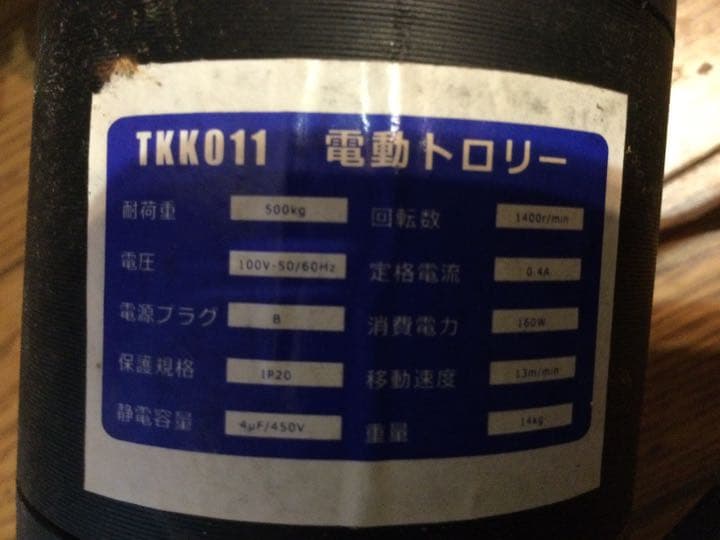 TKK011 電動トロリー
耐荷重 500kg 回転数 1400r/min
電圧 100V-50/60Hz 定格電流 0.4A
電源プラグ B 消費電力 160W
保護規格 IP20 移動速度 13m/min
静電容量 4μF/450V 重量 14kg